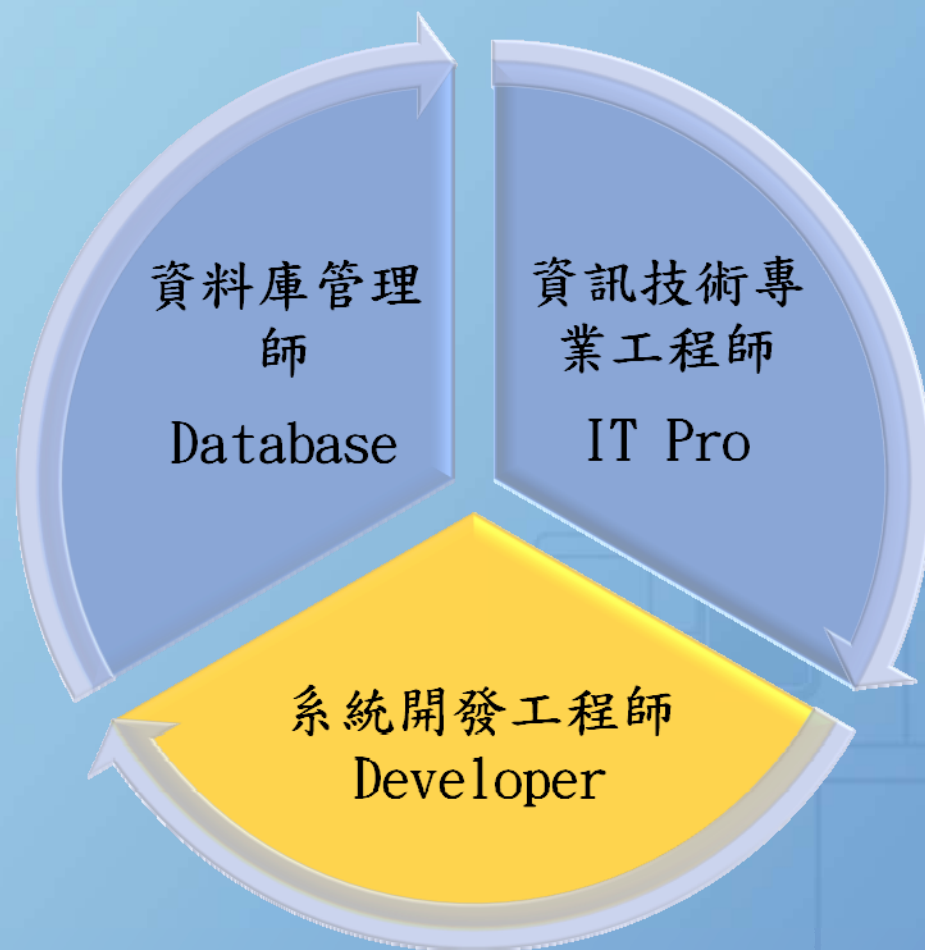 資料庫管理
師
Database
資訊技術專
業工程師
IT Pro
系統開發工程師
Developer